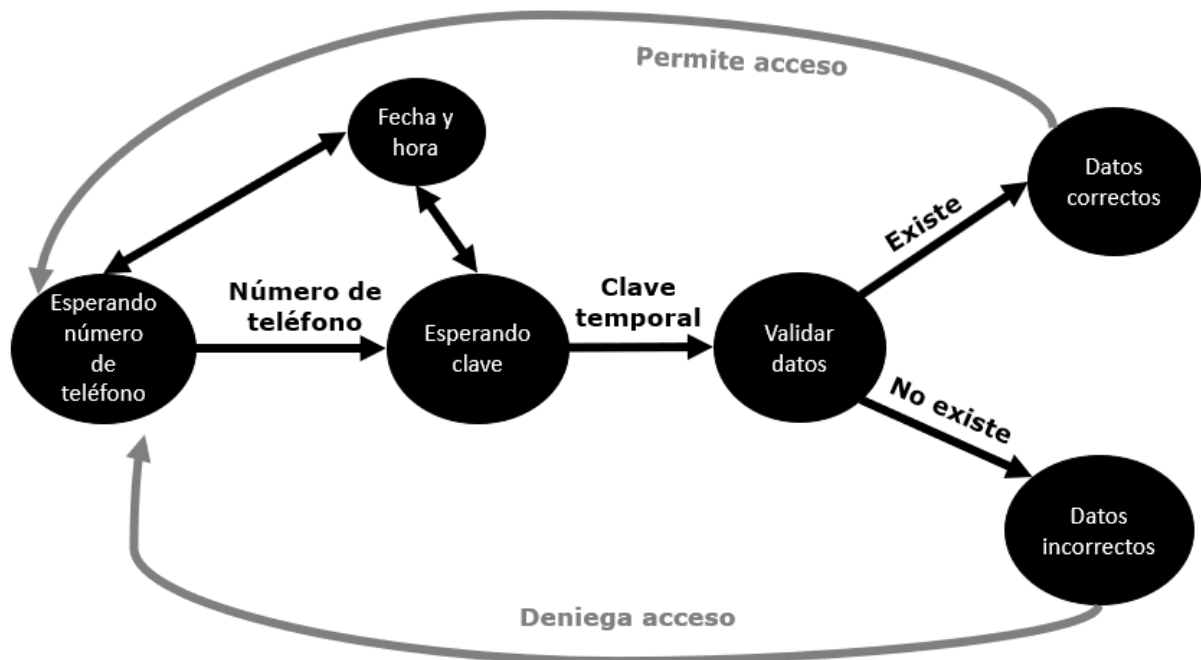 Permite acceso
Fecha y
hora
Datos
correctos
Existe
Esperando
número
de
teléfono
Número de
teléfono
Esperando
clave
Clave
temporal
Validar
datos
No existe
Datos
incorrectos
Deniega acceso